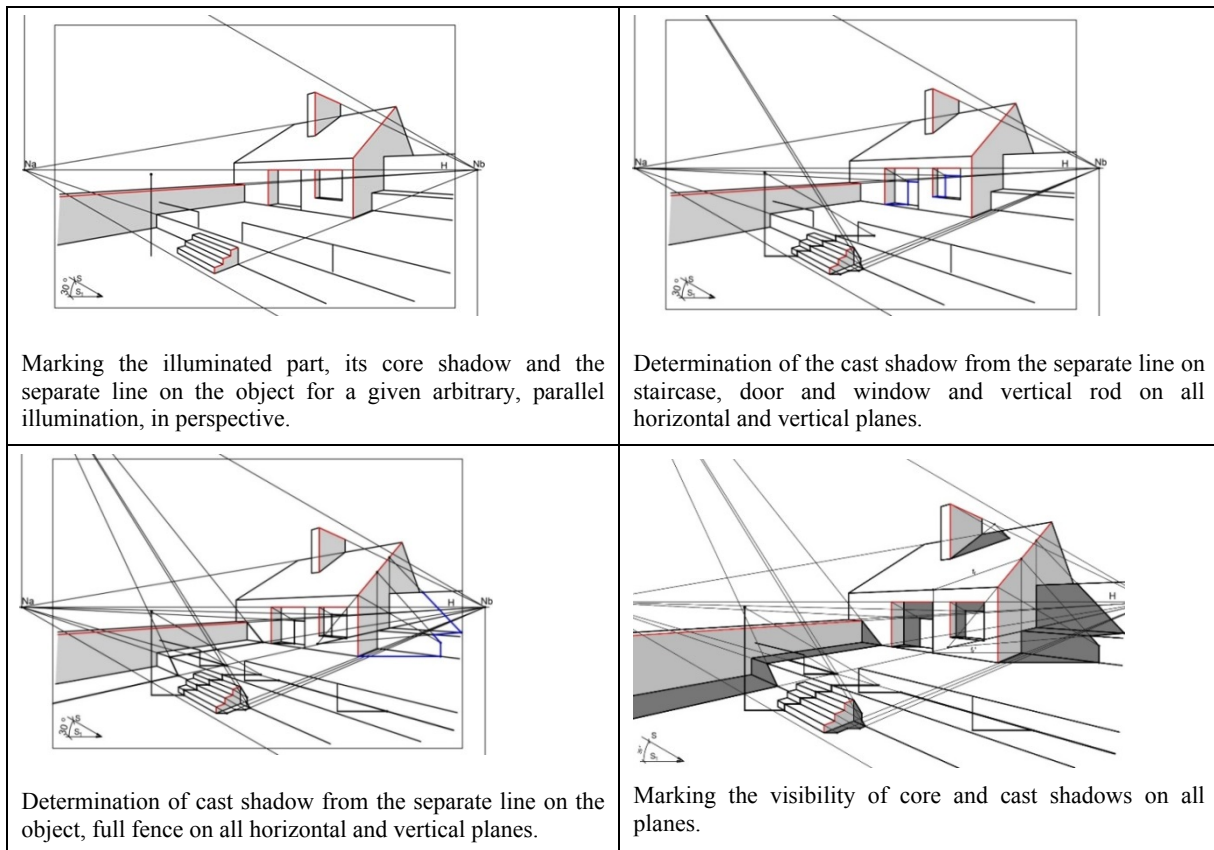 Na
H
Nb
30°
S
S₁
Marking the illuminated part, its core shadow and the
separate line on the object for a given arbitrary, parallel
illumination, in perspective.
Na
H
Nb
30°
S
S₁
Determination of the cast shadow from the separate line on
staircase, door and window and vertical rod on all
horizontal and vertical planes.
Na
H
Nb
30°
S
S₁
Determination of cast shadow from the separate line on the
object, full fence on all horizontal and vertical planes.
H
S
S₁
Marking the visibility of core and cast shadows on all
planes.